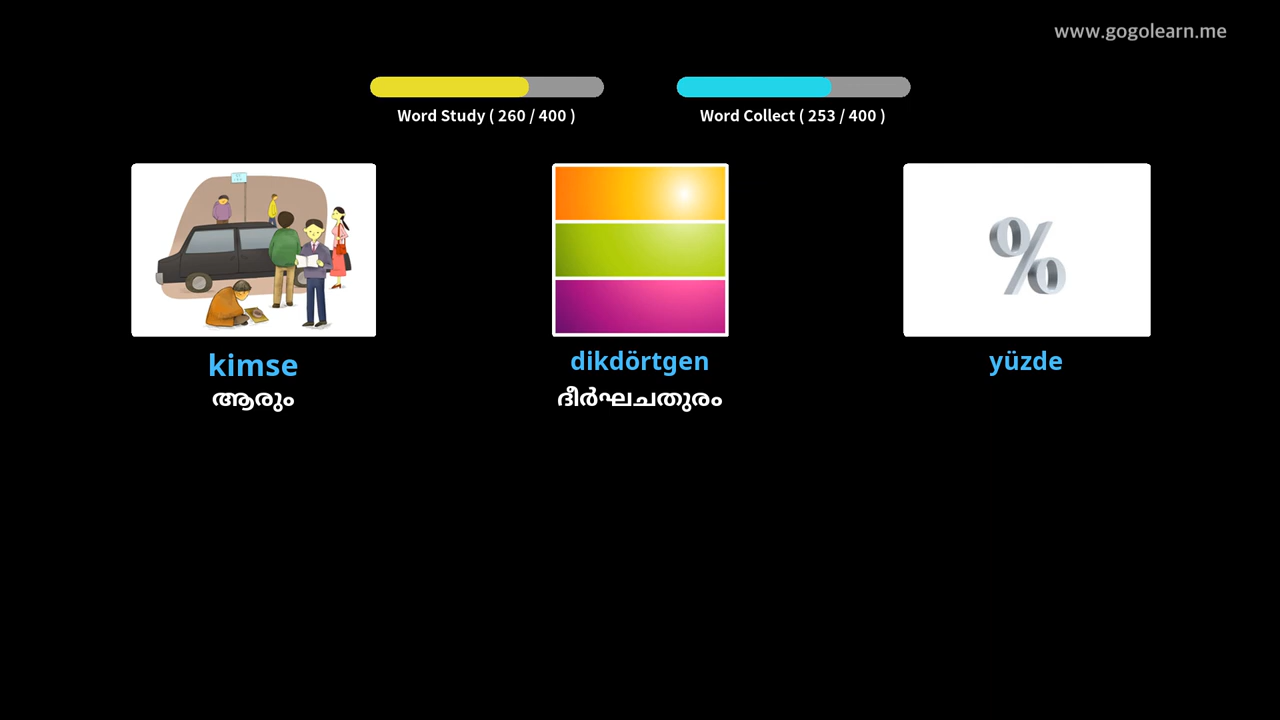 www.gogolearn.me
Word Study ( 260 / 400 )
Word Collect ( 253 / 400 )
%
kimse
ആരും
dikdörtgen
ദീർഘചതുരം
yüzde